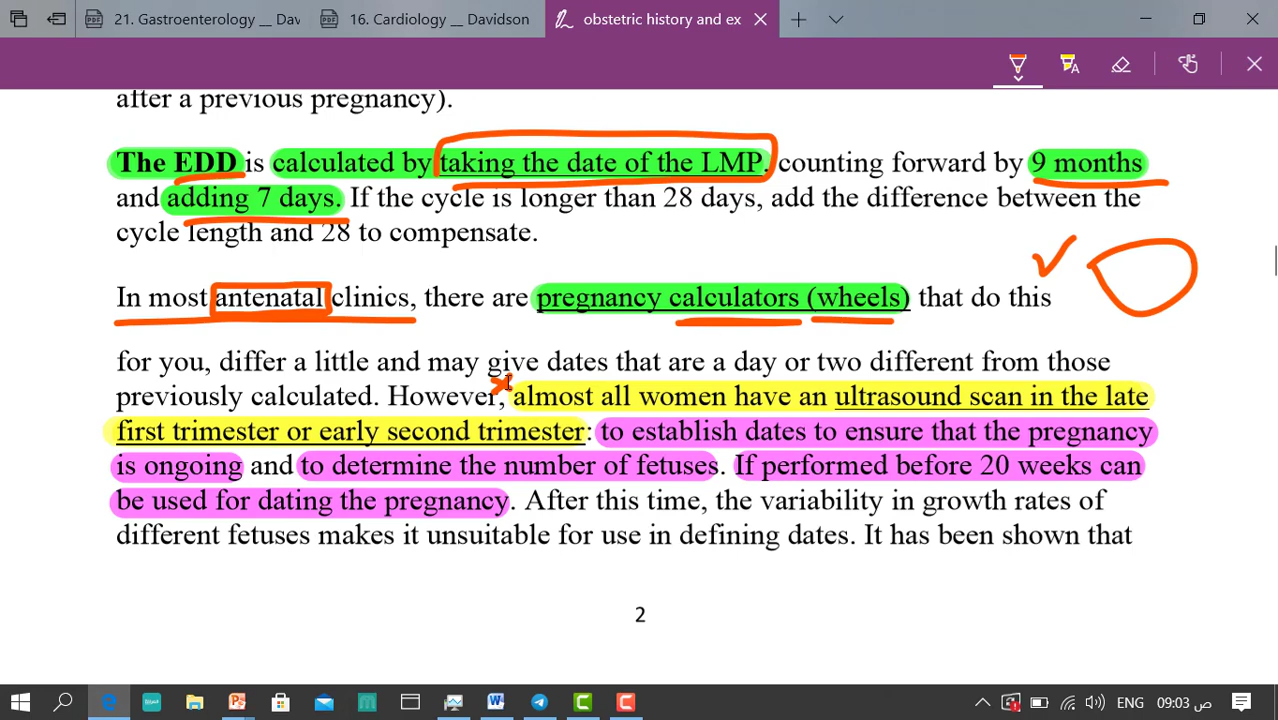 21. Gastroenterology __ Dav
16. Cardiology __ Davidson
obstetric history and ex
after a previous pregnancy).
The EDD is calculated by taking the date of the LMP, counting forward by 9 months
and adding 7 days. If the cycle is longer than 28 days, add the difference between the
cycle length and 28 to compensate.
In most antenatal clinics, there are pregnancy calculators (wheels) that do this
for you, differ a little and may give dates that are a day or two different from those
previously calculated. However, almost all women have an ultrasound scan in the late
first trimester or early second trimester: to establish dates to ensure that the pregnancy
is ongoing and to determine the number of fetuses. If performed before 20 weeks can
be used for dating the pregnancy. After this time, the variability in growth rates of
different fetuses makes it unsuitable for use in defining dates. It has been shown that
2
ENG
09:03 ص